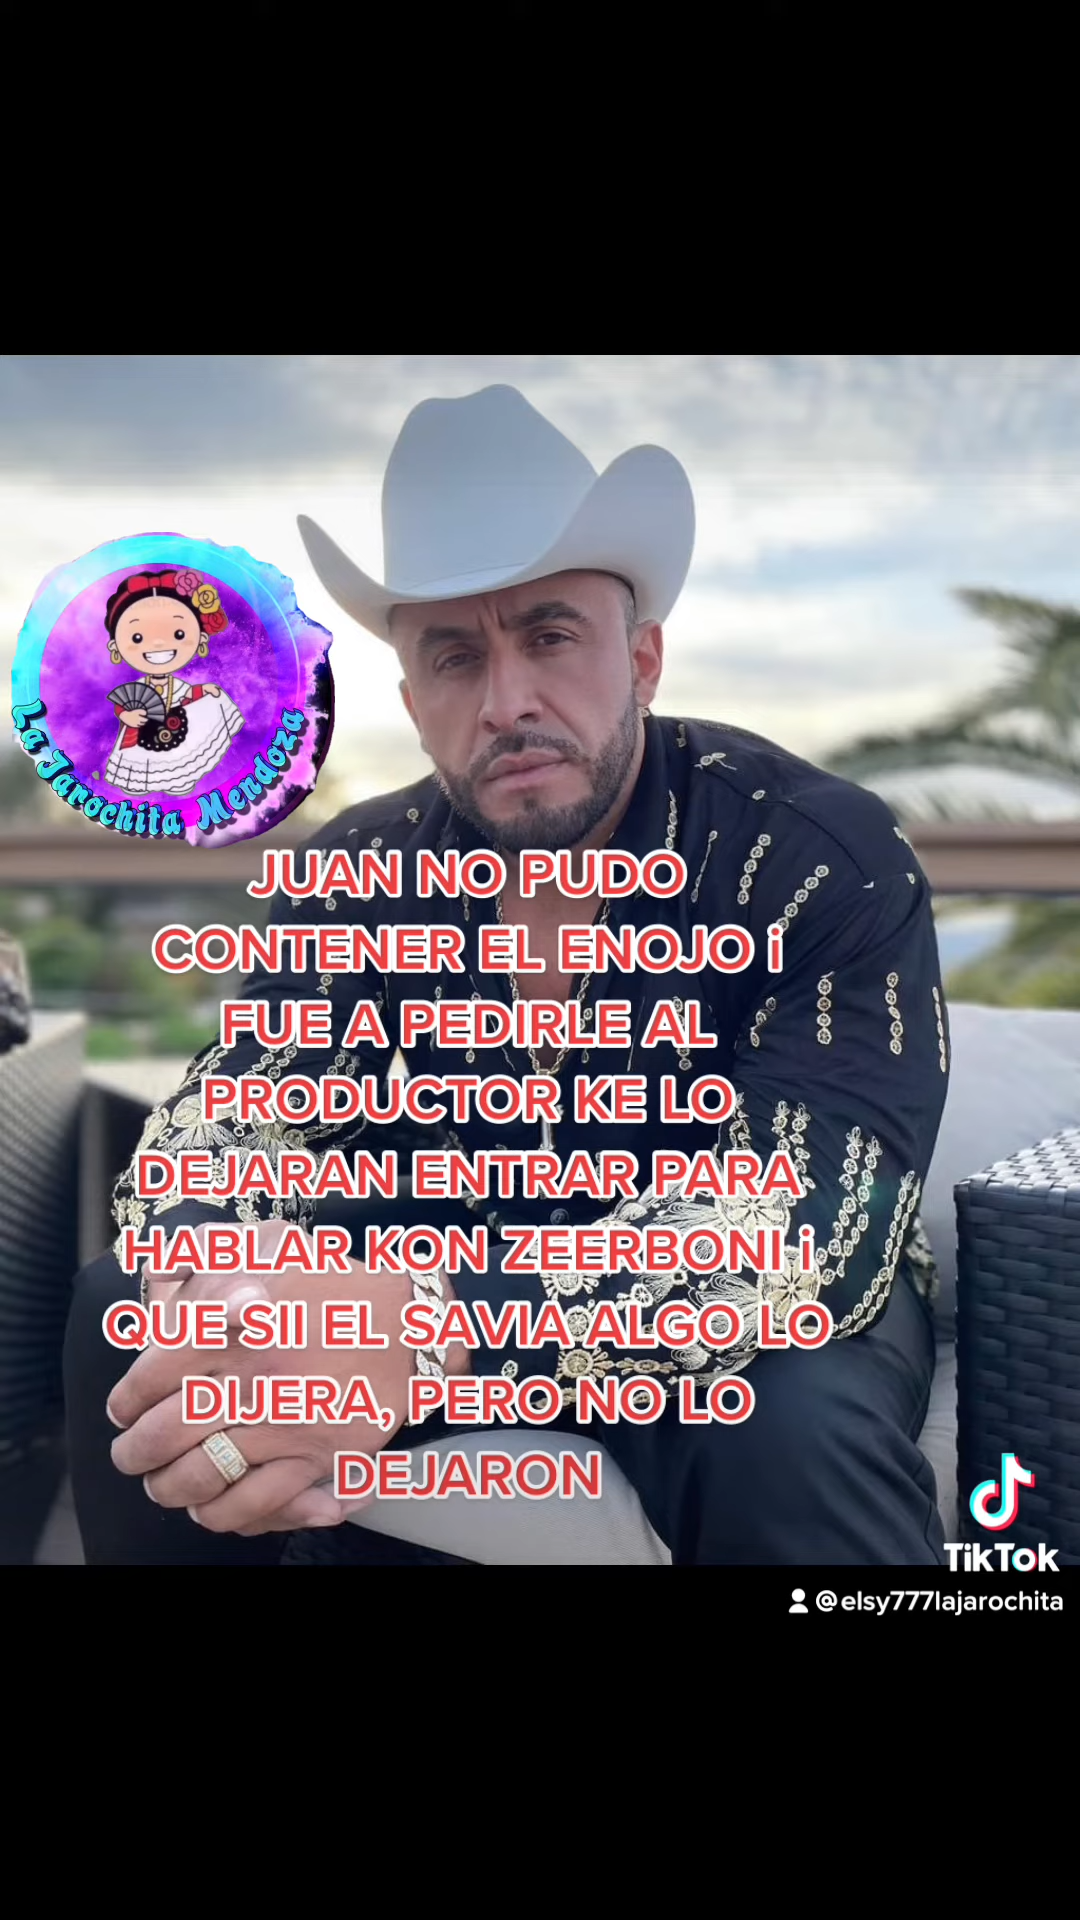 La Jarochita Mendoza
JUAN NO PUDO
CONTENER EL ENOJO i
FUE A PEDIRLE AL
PRODUCTOR KE LO
DEJARAN ENTRAR PARA
HABLAR KON ZEERBONI i
QUE SII EL SAVIA ALGO LO
DIJERA, PERO NO LO
DEJARON
TikTok
@elsy777lajarochita